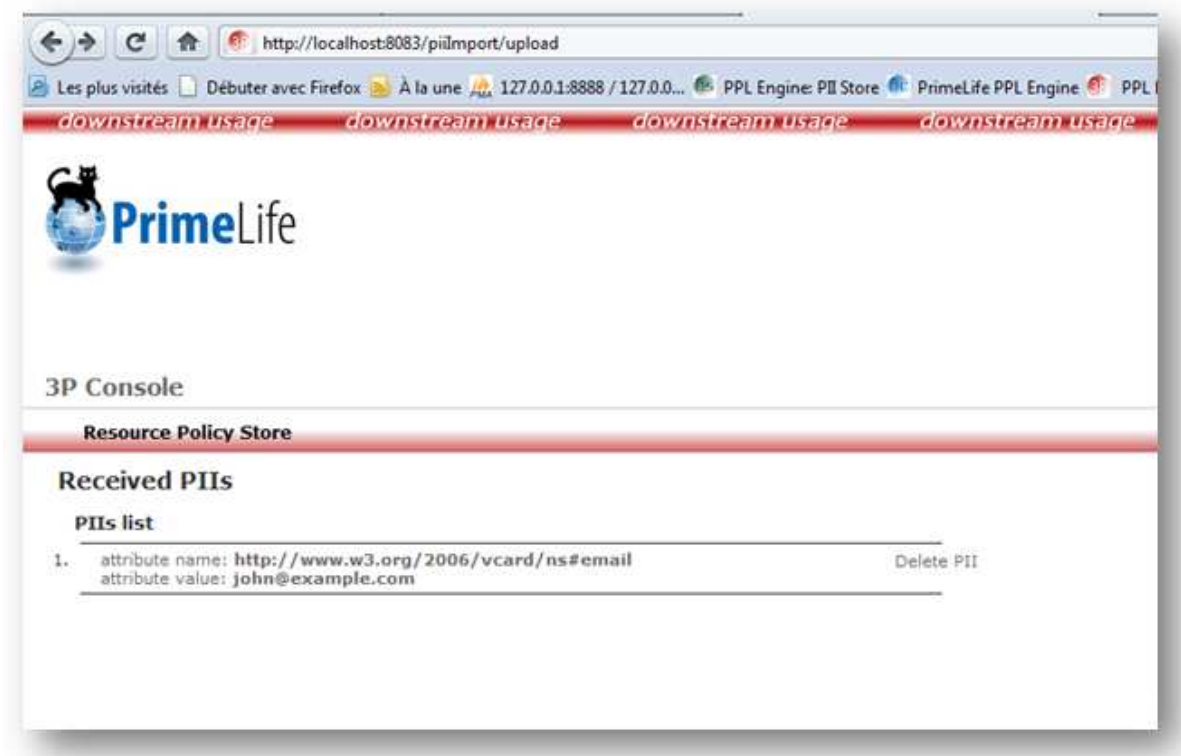 http://localhost:8083/piiImport/upload
Les plus visités Débuter avec Firefox À la une 127.0.0.1:8888 / 127.0.0... PPL Engine: PII Store PrimeLife PPL Engine PPL
downstream usage downstream usage downstream usage downstream usage
PrimeLife
3P Console
Resource Policy Store
Received PIIs
PIIs list
1. attribute name: http://www.w3.org/2006/vcard/ns#email Delete PII
attribute value: john@example.com